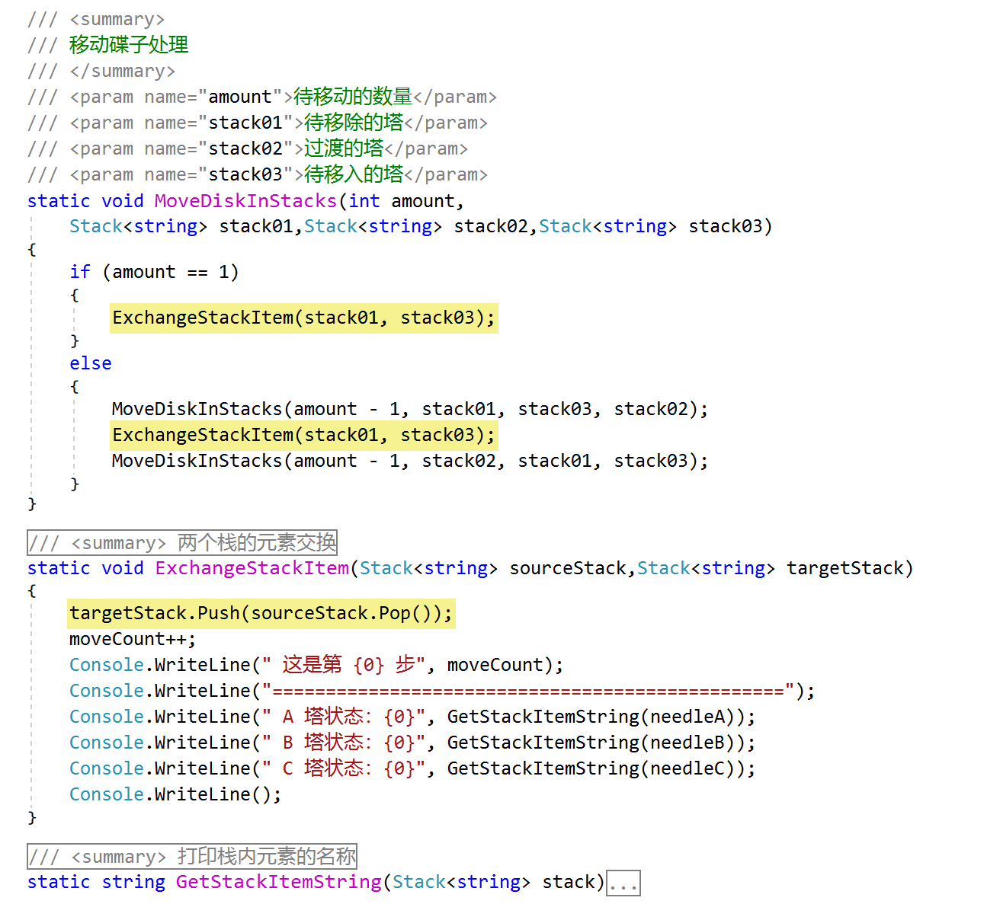 /// <summary>
/// 移动碟子处理
/// </summary>
/// <param name="amount">待移动的数量</param>
/// <param name="stack01">待移除的塔</param>
/// <param name="stack02">过渡的塔</param>
/// <param name="stack03">待移入的塔</param>
static void MoveDiskInStacks(int amount,
    Stack<string> stack01,Stack<string> stack02,Stack<string> stack03)
{
    if (amount == 1)
    {
        ExchangeStackItem(stack01, stack03);
    }
    else
    {
        MoveDiskInStacks(amount - 1, stack01, stack03, stack02);
        ExchangeStackItem(stack01, stack03);
        MoveDiskInStacks(amount - 1, stack02, stack01, stack03);
    }
}
/// <summary> 两个栈的元素交换
static void ExchangeStackItem(Stack<string> sourceStack,Stack<string> targetStack)
{
    targetStack.Push(sourceStack.Pop());
    moveCount++;
    Console.WriteLine(" 这是第 {0} 步", moveCount);
    Console.WriteLine("================================================");
    Console.WriteLine(" A 塔状态：{0}", GetStackItemString(needleA));
    Console.WriteLine(" B 塔状态：{0}", GetStackItemString(needleB));
    Console.WriteLine(" C 塔状态：{0}", GetStackItemString(needleC));
    Console.WriteLine();
}
/// <summary> 打印栈内元素的名称
static string GetStackItemString(Stack<string> stack)...